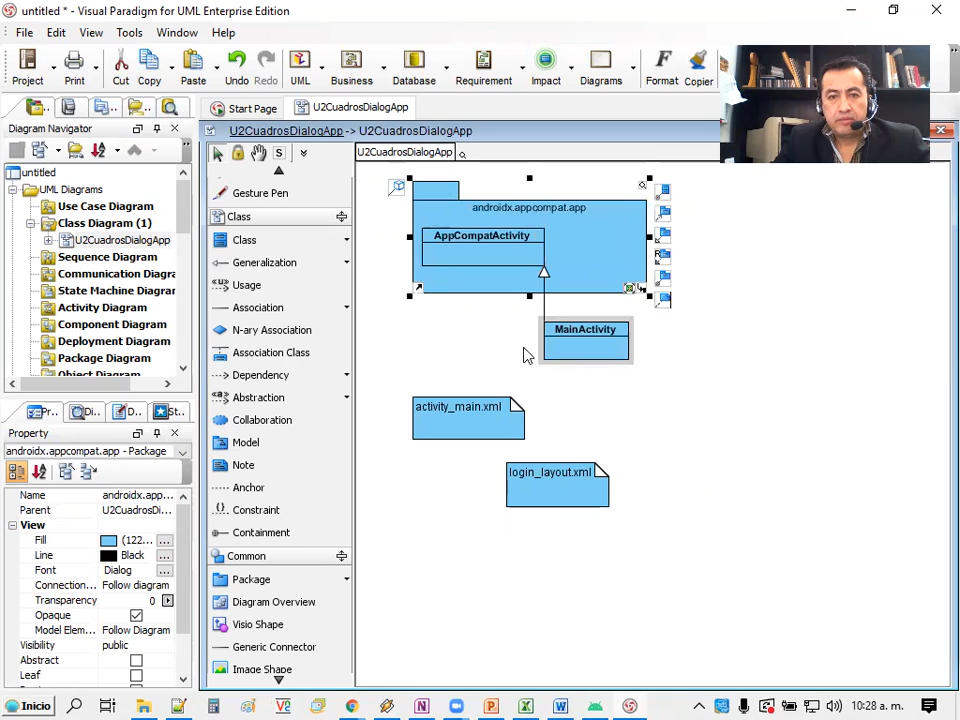 untitled * - Visual Paradigm for UML Enterprise Edition
File Edit View Tools Window Help
Project Print Cut Copy Paste Undo Redo UML Business Database Requirement Impact Diagrams Format Copier
Start Page U2CuadrosDialogApp
Diagram Navigator
U2CuadrosDialogApp -> U2CuadrosDialogApp
U2CuadrosDialogApp
untitled
UML Diagrams
Use Case Diagram
Class Diagram (1)
U2CuadrosDialogApp
Sequence Diagram
Communication Diagram
State Machine Diagram
Activity Diagram
Component Diagram
Deployment Diagram
Package Diagram
Object Diagram
Pr.. Di.. D.. St..
Property
androidx.appcompat.app - Package
Name androidx.app...
Parent U2CuadrosDi...
View
Fill (122... ...
Line Black ...
Font Dialog ...
Connection... Follow diagram
Transparency 0
Opaque
Model Elem... Follow Diagram
Visibility public
Abstract
Leaf
S
Gesture Pen
Class
Class
Generalization
«u» Usage
Association
N-ary Association
Association Class
Dependency
Abstraction
Collaboration
Model
Note
Anchor
Constraint
Containment
Common
Package
Diagram Overview
Visio Shape
Generic Connector
Image Shape
androidx.appcompat.app
AppCompatActivity
MainActivity
activity_main.xml
login_layout.xml
Inicio
10:28 a. m.